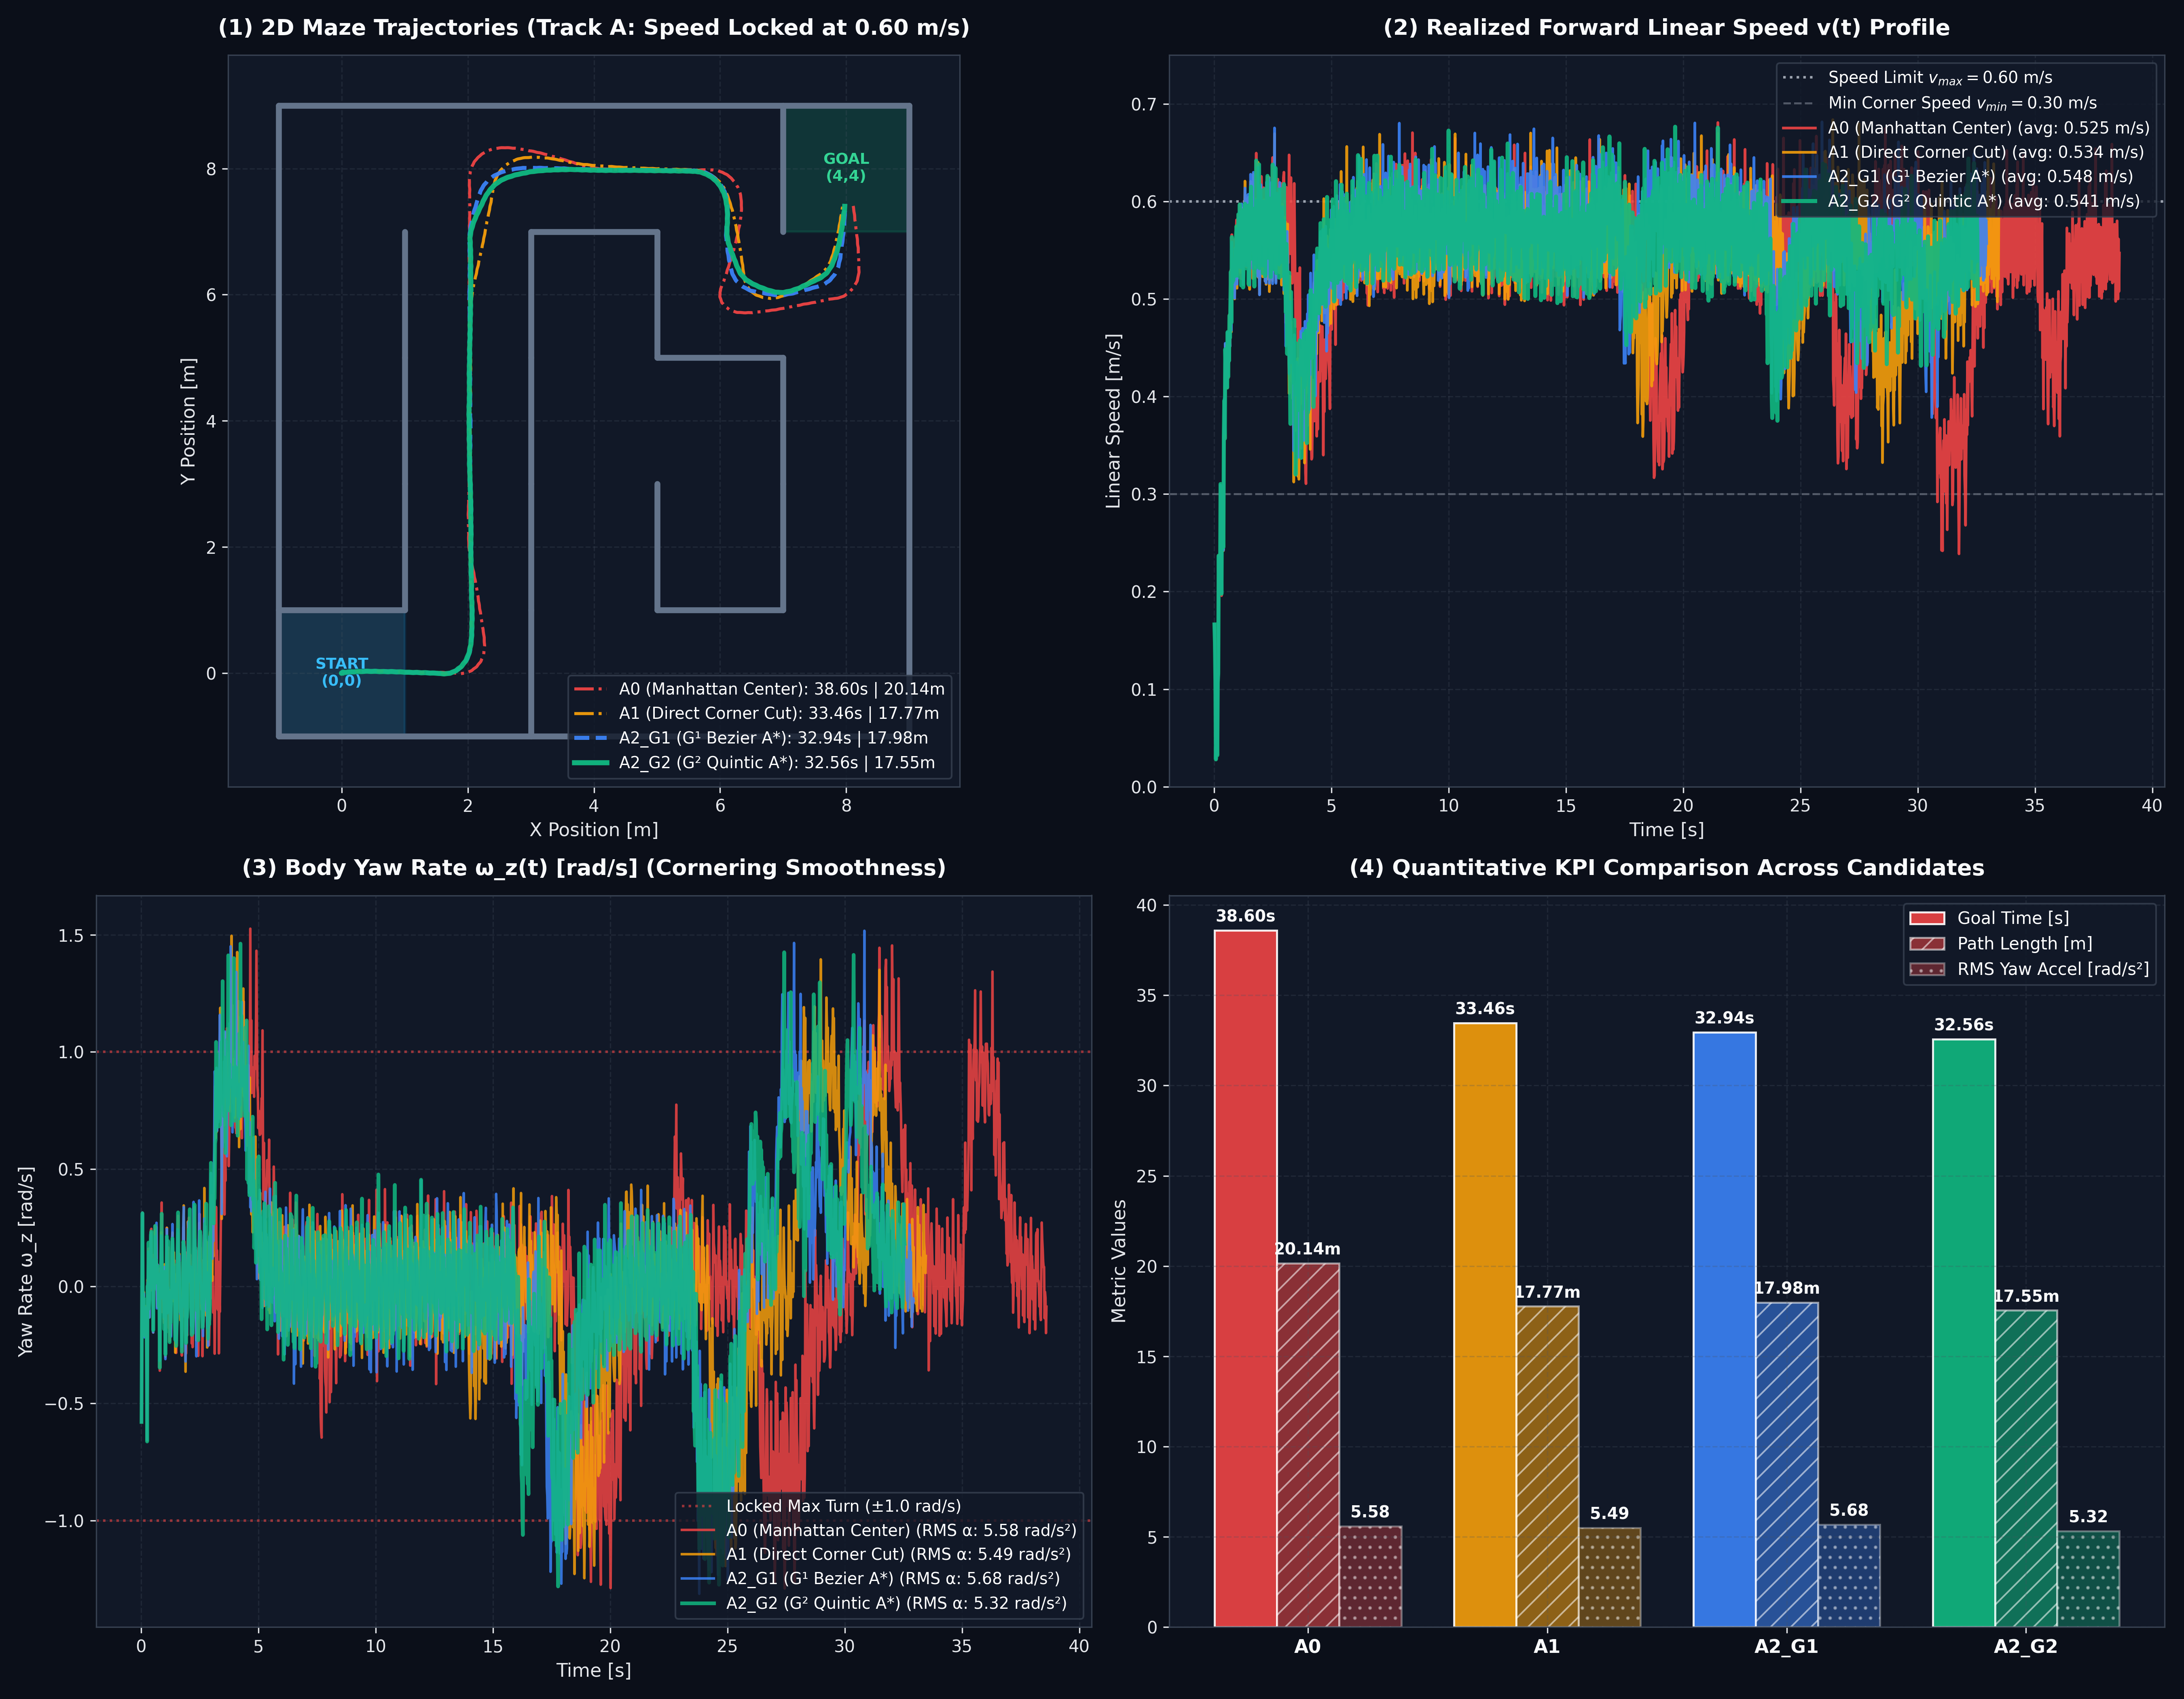 (1) 2D Maze Trajectories (Track A: Speed Locked at 0.60 m/s)
8
6
4
2
0
Y Position [m]
GOAL
(4,4)
START
(0,0)
A0 (Manhattan Center): 38.60s | 20.14m
A1 (Direct Corner Cut): 33.46s | 17.77m
A2_G1 (G¹ Bezier A*): 32.94s | 17.98m
A2_G2 (G² Quintic A*): 32.56s | 17.55m
0 2 4 6 8
X Position [m]
(2) Realized Forward Linear Speed v(t) Profile
0.7
0.6
0.5
0.4
0.3
0.2
0.1
0.0
Linear Speed [m/s]
Speed Limit vmax = 0.60 m/s
Min Corner Speed vmin = 0.30 m/s
A0 (Manhattan Center) (avg: 0.525 m/s)
A1 (Direct Corner Cut) (avg: 0.534 m/s)
A2_G1 (G¹ Bezier A*) (avg: 0.548 m/s)
A2_G2 (G² Quintic A*) (avg: 0.541 m/s)
0 5 10 15 20 25 30 35 40
Time [s]
(3) Body Yaw Rate ω_z(t) [rad/s] (Cornering Smoothness)
1.5
1.0
0.5
0.0
−0.5
−1.0
Yaw Rate ω_z [rad/s]
Locked Max Turn (±1.0 rad/s)
A0 (Manhattan Center) (RMS α: 5.58 rad/s²)
A1 (Direct Corner Cut) (RMS α: 5.49 rad/s²)
A2_G1 (G¹ Bezier A*) (RMS α: 5.68 rad/s²)
A2_G2 (G² Quintic A*) (RMS α: 5.32 rad/s²)
0 5 10 15 20 25 30 35 40
Time [s]
(4) Quantitative KPI Comparison Across Candidates
40
35
30
25
20
15
10
5
0
Metric Values
Goal Time [s]
Path Length [m]
RMS Yaw Accel [rad/s²]
38.60s
20.14m
5.58
33.46s
17.77m
5.49
32.94s
17.98m
5.68
32.56s
17.55m
5.32
A0 A1 A2_G1 A2_G2